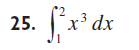 25. ∫₁² x³ dx